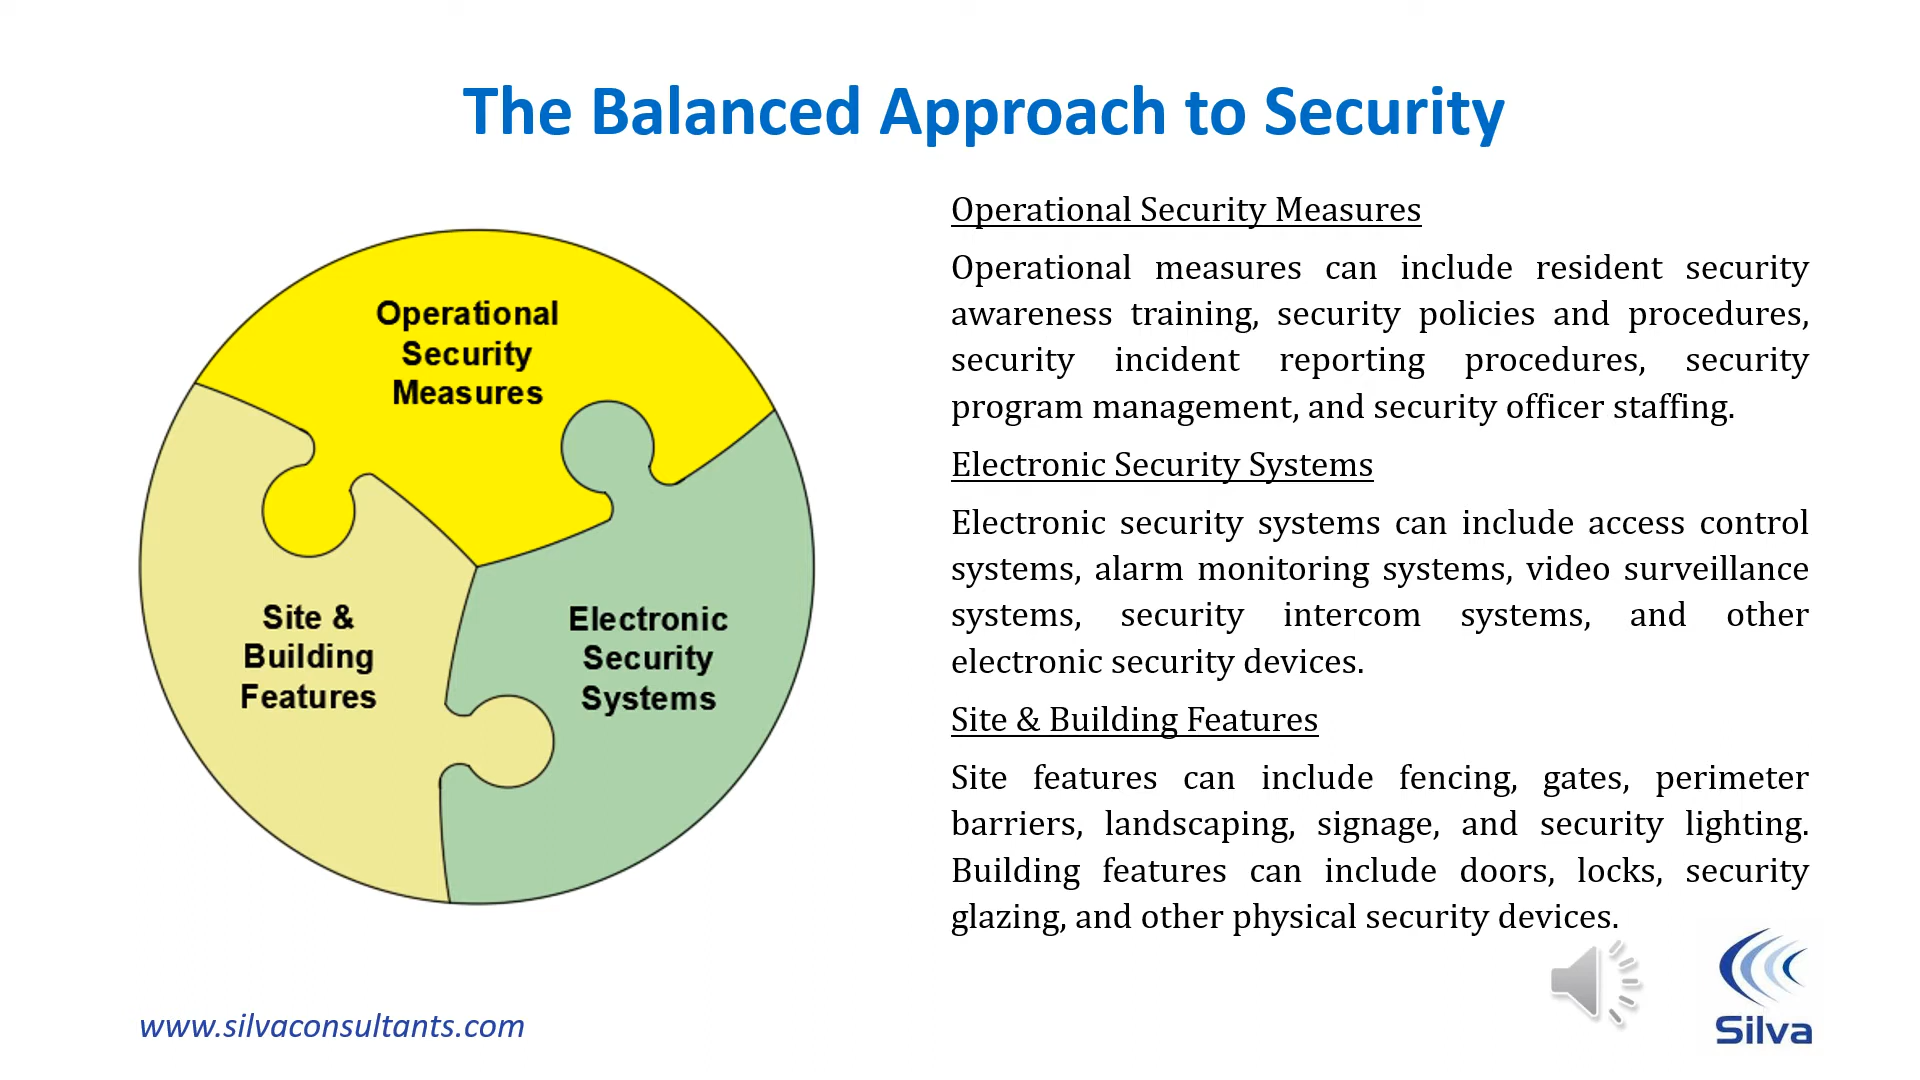 The Balanced Approach to Security
Operational
Security
Measures
Site &
Building
Features
Electronic
Security
Systems
Operational Security Measures
Operational measures can include resident security
awareness training, security policies and procedures,
security incident reporting procedures, security
program management, and security officer staffing.
Electronic Security Systems
Electronic security systems can include access control
systems, alarm monitoring systems, video surveillance
systems, security intercom systems, and other
electronic security devices.
Site & Building Features
Site features can include fencing, gates, perimeter
barriers, landscaping, signage, and security lighting.
Building features can include doors, locks, security
glazing, and other physical security devices.
www.silvaconsultants.com
Silva